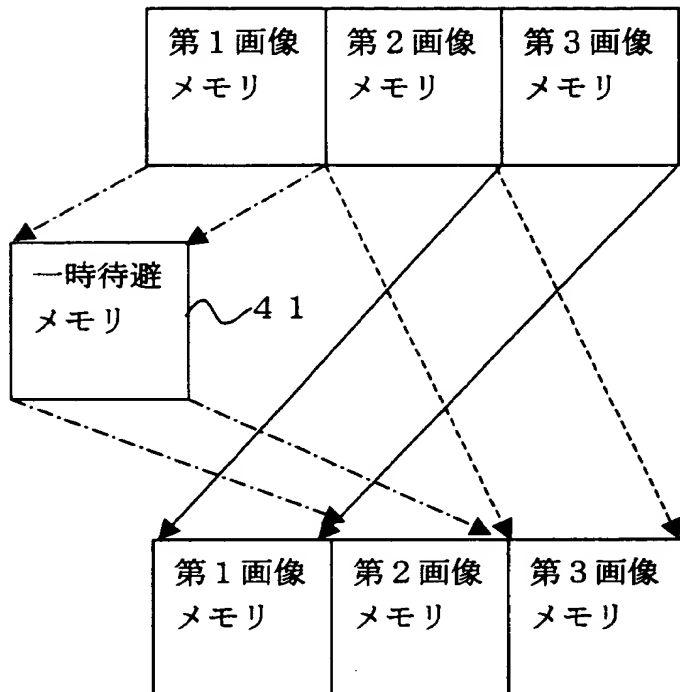 第１画像 第２画像 第３画像
メモリ メモリ メモリ
一時待避
メモリ
４１
第１画像 第２画像 第３画像
メモリ メモリ メモリ